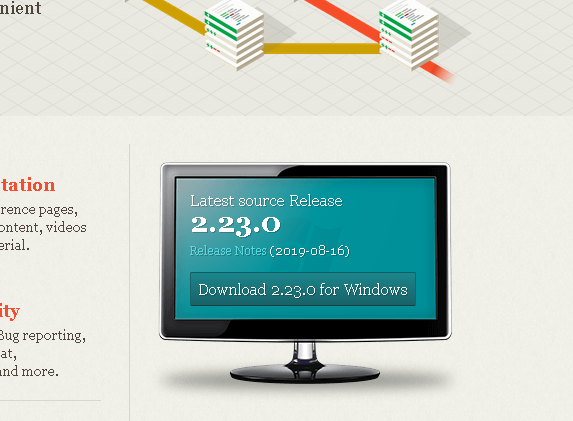 nient
tation
rence pages,
ontent, videos
erial.
ity
Bug reporting,
at,
and more.
Latest source Release
2.23.0
Release Notes (2019-08-16)
Download 2.23.0 for Windows